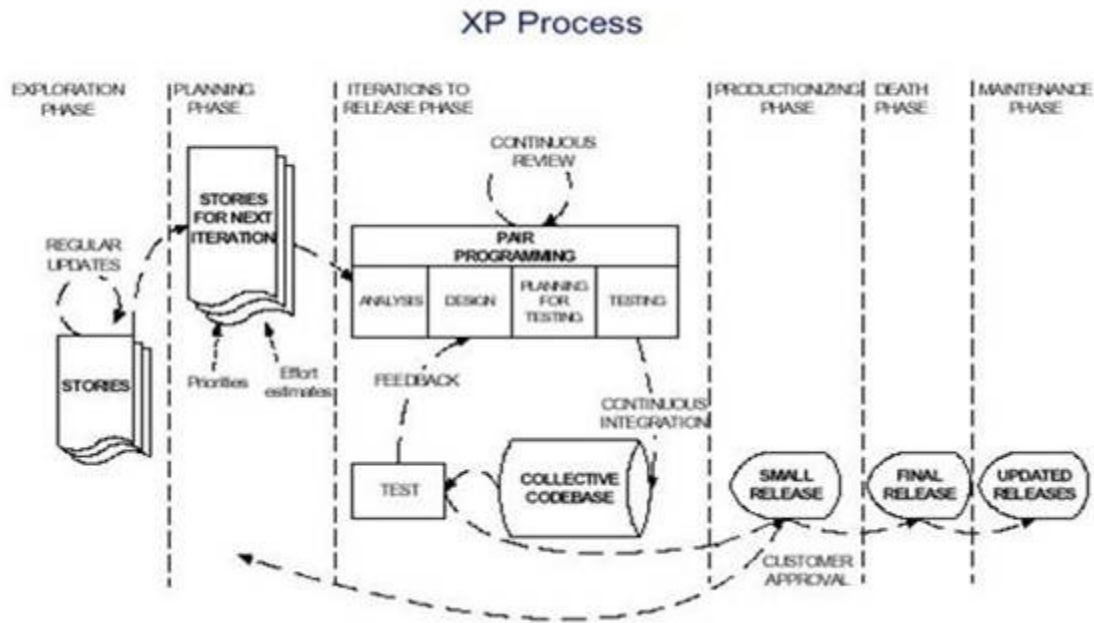 XP Process
EXPLORATION
PHASE
PLANNING
PHASE
ITERATIONS TO
RELEASE PHASE
PRODUCTIONIZING
PHASE
DEATH
PHASE
MAINTENANCE
PHASE
REGULAR
UPDATES
STORIES
STORIES
FOR NEXT
ITERATION
Priorities
Effort
estimates
CONTINUOUS
REVIEW
PAIR
PROGRAMMING
ANALYSIS
DESIGN
PLANNING
FOR
TESTING
TESTING
FEEDBACK
CONTINUOUS
INTEGRATION
TEST
COLLECTIVE
CODEBASE
SMALL
RELEASE
FINAL
RELEASE
UPDATED
RELEASES
CUSTOMER
APPROVAL